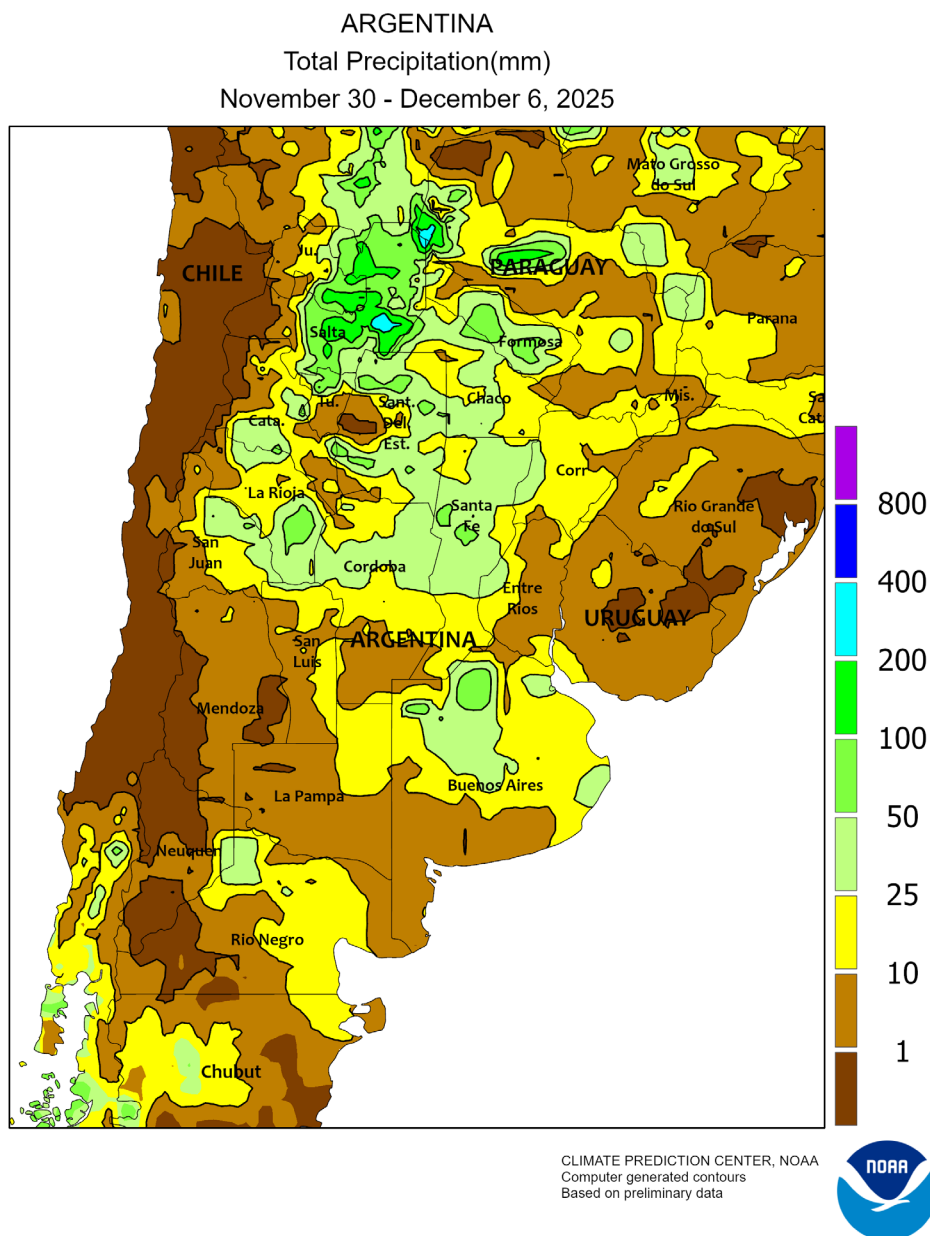 ARGENTINA
Total Precipitation(mm)
November 30 - December 6, 2025
Mato Grosso
do Sul
Ju.
CHILE
PARAGUAY
Parana
Salta
Formosa
Chaco
Mis.
Tu.
Sant.
Del
Est.
Sa
Cat
Cata.
Corr
La Rioja
Santa
Fe
Rio Grande
do Sul
San
Juan
Cordoba
Entre
Rios
URUGUAY
ARGENTINA
San
Luis
Mendoza
Buenos Aires
La Pampa
Neuquen
Rio Negro
Chubut
800
400
200
100
50
25
10
1
CLIMATE PREDICTION CENTER, NOAA
Computer generated contours
Based on preliminary data
NOAA